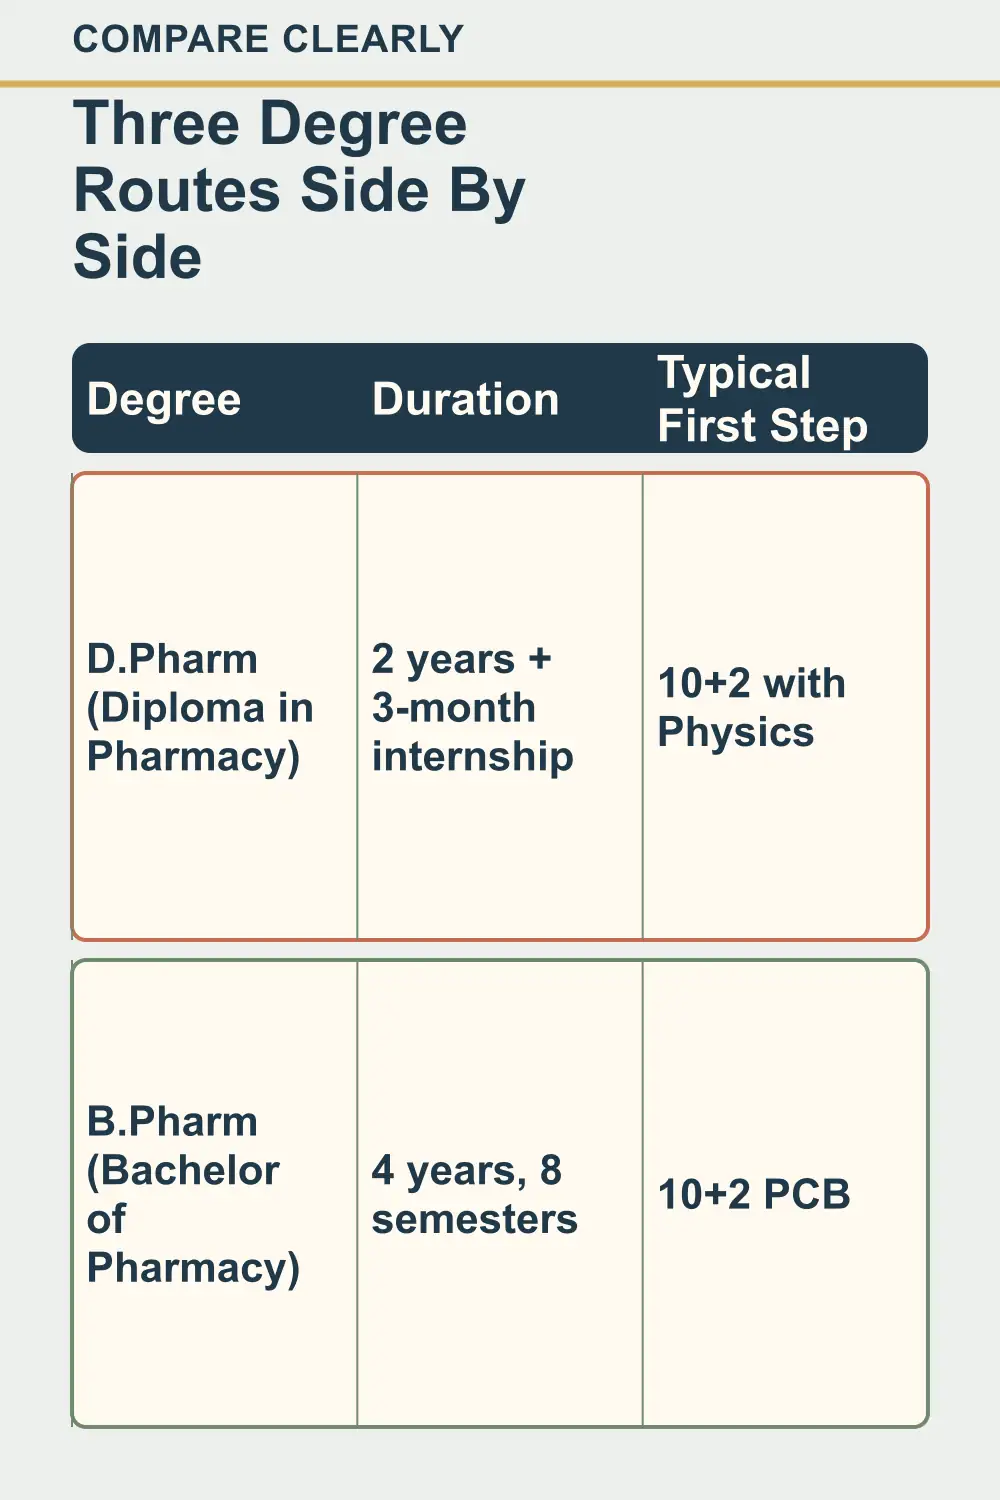 COMPARE CLEARLY
Three Degree
Routes Side By
Side
Degree
Duration
Typical
First Step
D.Pharm
(Diploma in
Pharmacy)
2 years +
3-month
internship
10+2 with
Physics
B.Pharm
(Bachelor
of
Pharmacy)
4 years, 8
semesters
10+2 PCB